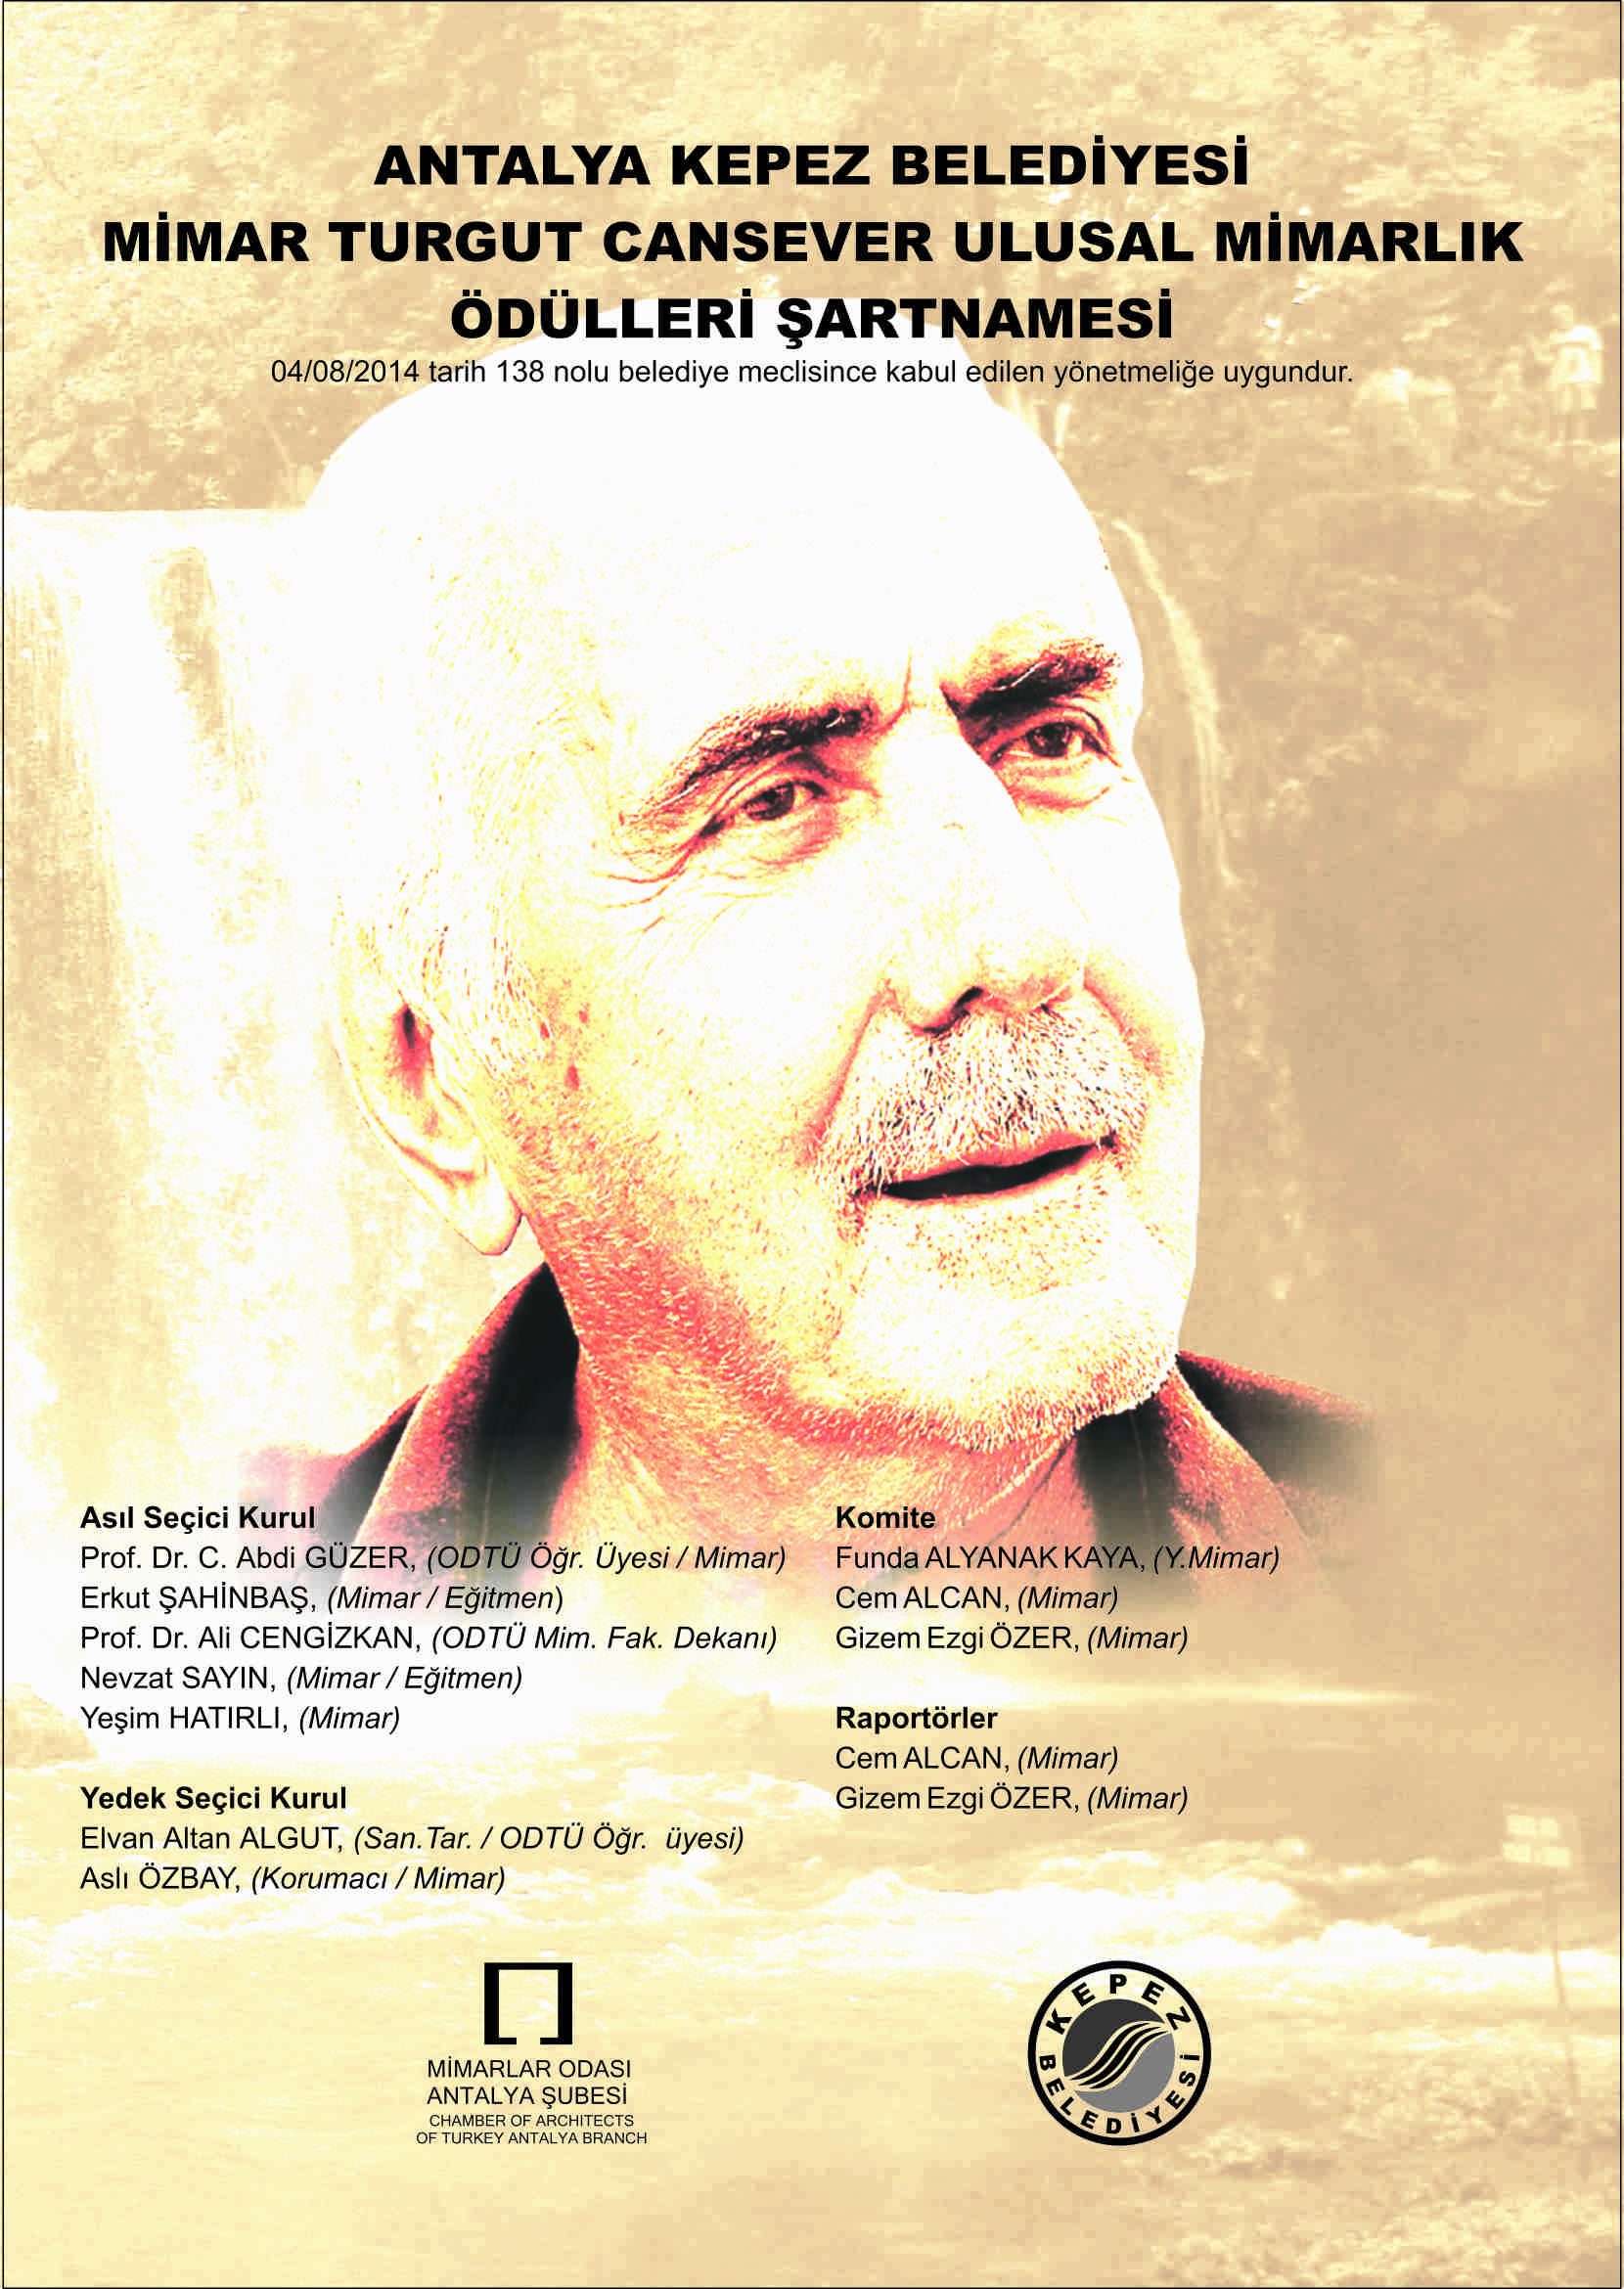 ANTALYA KEPEZ BELEDİYESİ
MİMAR TURGUT CANSEVER ULUSAL MİMARLIK
ÖDÜLLERİ ŞARTNAMESİ
04/08/2014 tarih 138 nolu belediye meclisince kabul edilen yönetmeliğe uygundur.
Asıl Seçici Kurul
Prof. Dr. C. Abdi GÜZER, (ODTÜ Öğr. Üyesi / Mimar)
Erkut ŞAHİNBAŞ, (Mimar / Eğitmen)
Prof. Dr. Ali CENGİZKAN, (ODTÜ Mim. Fak. Dekanı)
Nevzat SAYIN, (Mimar / Eğitmen)
Yeşim HATIRLI, (Mimar)
Yedek Seçici Kurul
Elvan Altan ALGUT, (San.Tar. / ODTÜ Öğr. üyesi)
Aslı ÖZBAY, (Korumacı / Mimar)
Komite
Funda ALYANAK KAYA, (Y.Mimar)
Cem ALCAN, (Mimar)
Gizem Ezgi ÖZER, (Mimar)
Raportörler
Cem ALCAN, (Mimar)
Gizem Ezgi ÖZER, (Mimar)
MİMARLAR ODASI
ANTALYA ŞUBESİ
CHAMBER OF ARCHITECTS
OF TURKEY ANTALYA BRANCH
KEPEZ
BELEDİYESİ